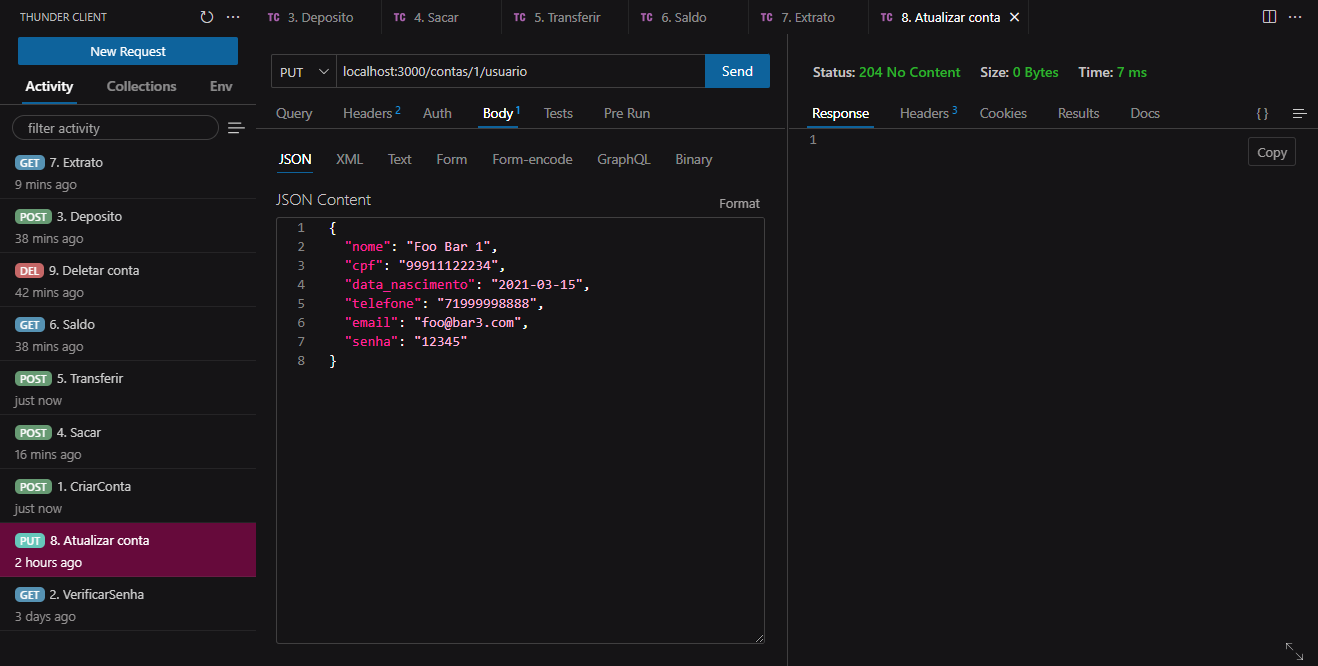 THUNDER CLIENT
New Request
Activity Collections Env
filter activity
GET 7. Extrato
9 mins ago
POST 3. Deposito
38 mins ago
DEL 9. Deletar conta
42 mins ago
GET 6. Saldo
38 mins ago
POST 5. Transferir
just now
POST 4. Sacar
16 mins ago
POST 1. CriarConta
just now
PUT 8. Atualizar conta
2 hours ago
GET 2. VerificarSenha
3 days ago
TC 3. Deposito TC 4. Sacar TC 5. Transferir TC 6. Saldo TC 7. Extrato TC 8. Atualizar conta
PUT localhost:3000/contas/1/usuario Send
Query Headers 2 Auth Body 1 Tests Pre Run
JSON XML Text Form Form-encode GraphQL Binary
JSON Content Format
1 {
2 "nome": "Foo Bar 1",
3 "cpf": "99911122234",
4 "data_nascimento": "2021-03-15",
5 "telefone": "71999998888",
6 "email": "foo@bar3.com",
7 "senha": "12345"
8 }
Status: 204 No Content Size: 0 Bytes Time: 7 ms
Response Headers 3 Cookies Results Docs { }
1
Copy